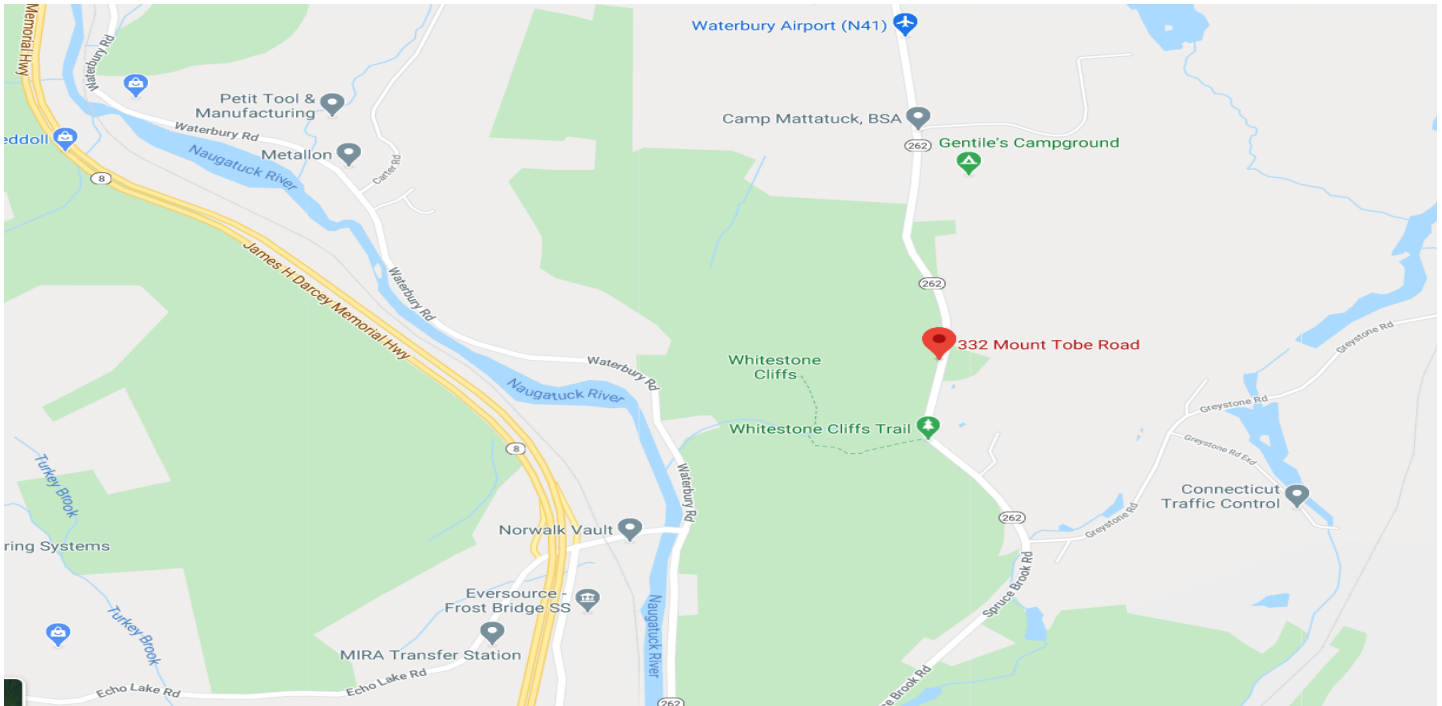 Memorial Hwy
Waterbury Rd
Waterbury Airport (N41)
Petit Tool &
Manufacturing
Waterbury Rd
Camp Mattatuck, BSA
eddoll
Metallon
Naugatuck River
Carter Rd
262
Gentile's Campground
8
James H Darcey Memorial Hwy
Waterbury Rd
262
332 Mount Tobe Road
Greystone Rd
Whitestone
Cliffs
Waterbury Rd
Naugatuck River
Greystone Rd
Whitestone Cliffs Trail
8
Greystone Rd Exd
Turkey Brook
Waterbury Rd
Connecticut
Traffic Control
262
Greystone Rd
Norwalk Vault
ring Systems
Spruce Brook Rd
Eversource -
Frost Bridge SS
Naugatuck River
Turkey Brook
MIRA Transfer Station
Echo Lake Rd
Echo Lake Rd
262
e Brook Rd